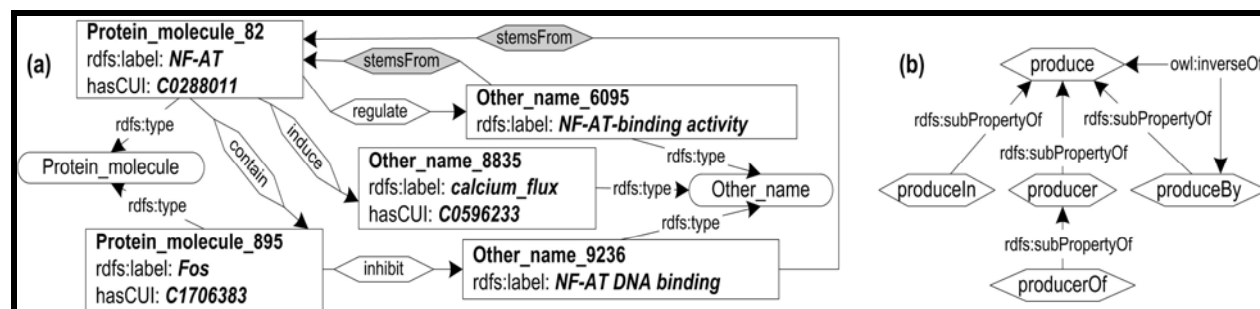 (a)
Protein_molecule_82
rdfs:label: NF-AT
hasCUI: C0288011
stemsFrom
stemsFrom
regulate
Other_name_6095
rdfs:label: NF-AT-binding activity
rdfs:type
Protein_molecule
contain
induce
Other_name_8835
rdfs:label: calcium_flux
hasCUI: C0596233
rdfs:type
rdfs:type
Other_name
rdfs:type
rdfs:type
Protein_molecule_895
rdfs:label: Fos
hasCUI: C1706383
inhibit
Other_name_9236
rdfs:label: NF-AT DNA binding
(b)
produce
owl:inverseOf
rdfs:subPropertyOf
rdfs:subPropertyOf
rdfs:subPropertyOf
produceIn
producer
produceBy
rdfs:subPropertyOf
producerOf